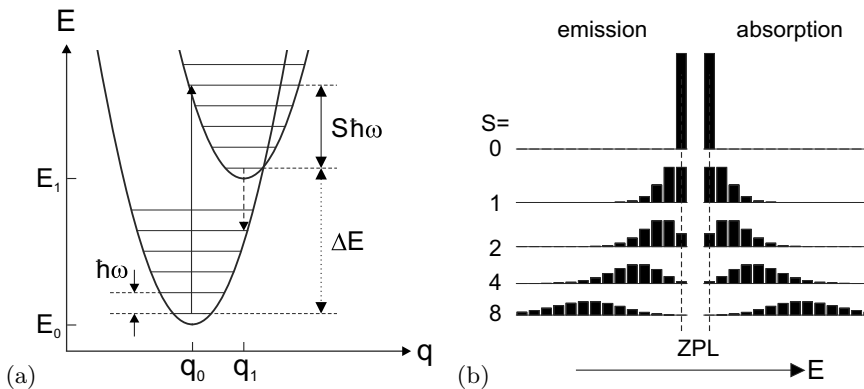 E
E₁
E₀
ħω
Sħω
ΔE
q₀
q₁
q
(a)
emission
absorption
S=
0
1
2
4
8
ZPL
E
(b)